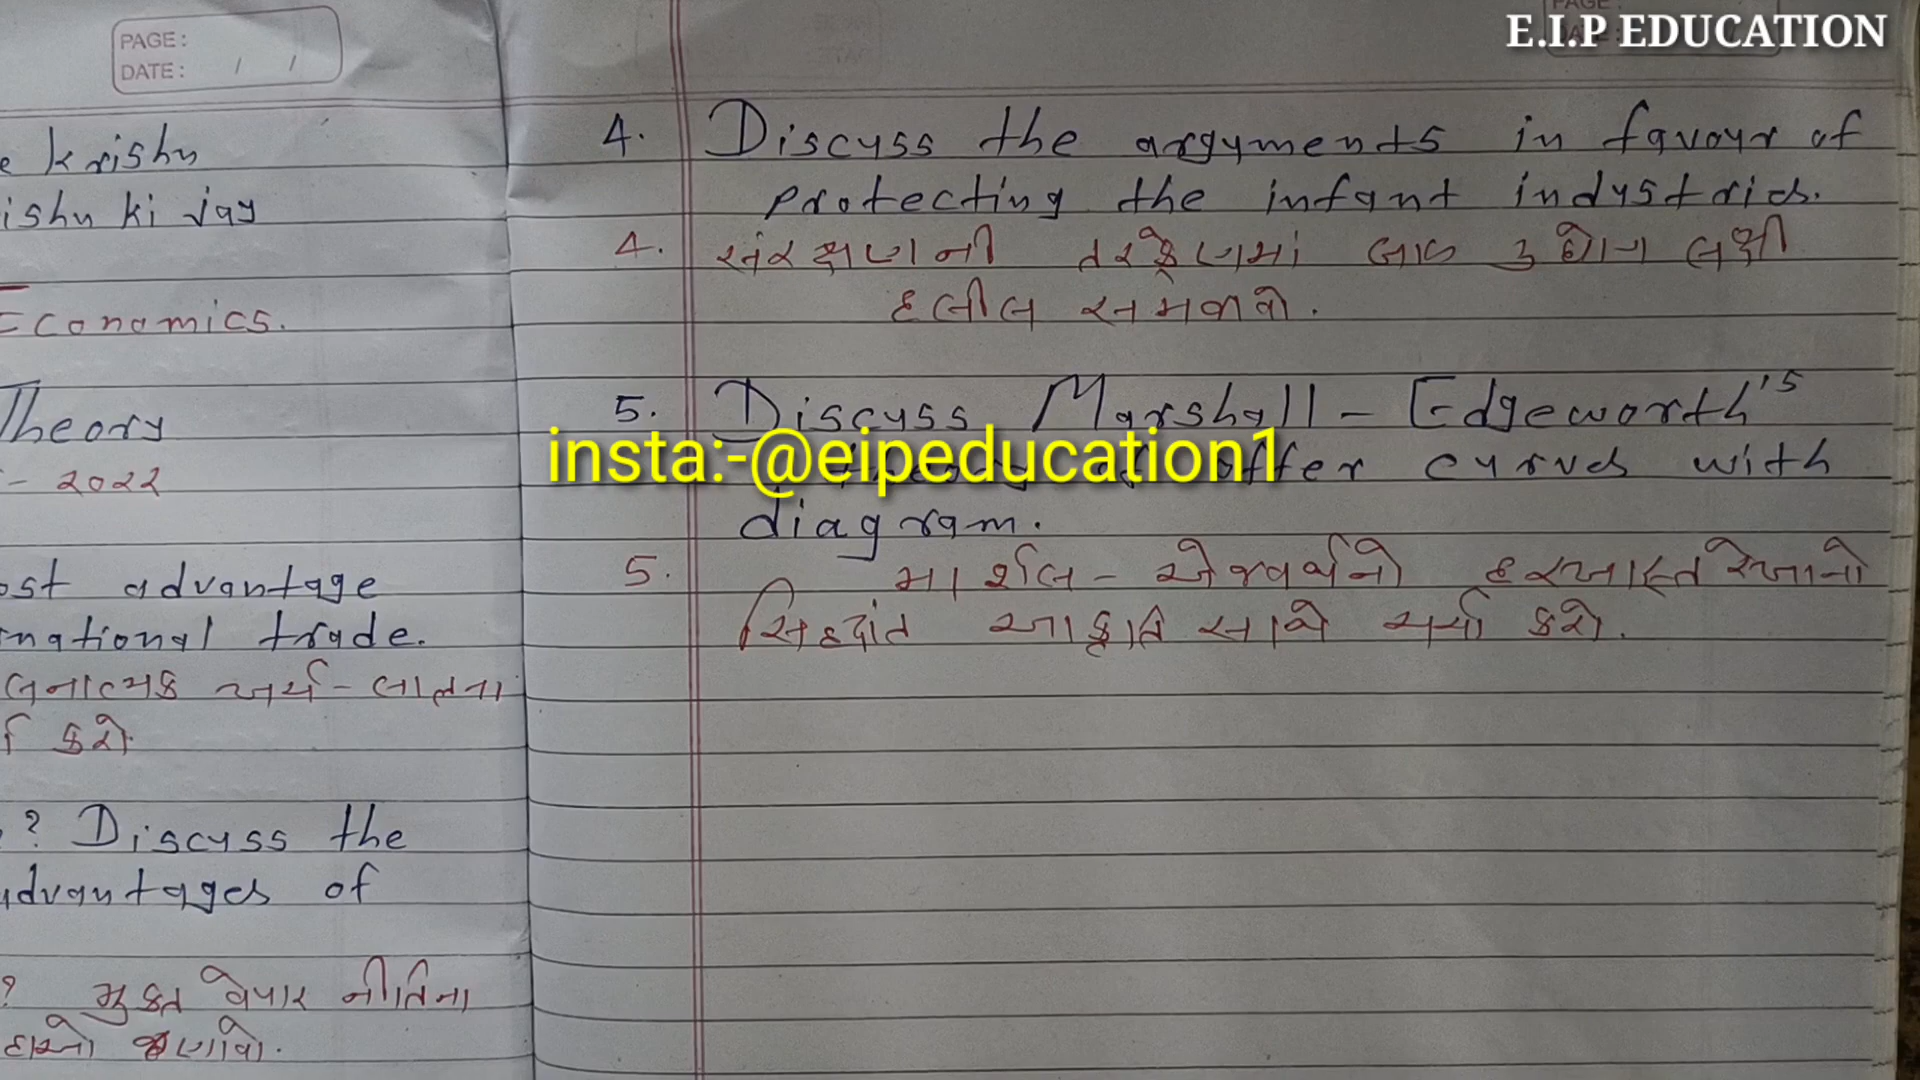 PAGE:
DATE: / /
e krishn
ishn ki jay
Economics.
Theory
- 2022
ost advantage
rnational trade.
લનાત્મક ખર્ચ - લાભના
કરો.
? Discuss the
advantages of
? મુક્ત વેપાર નીતિના
જણાવો.
E.I.P EDUCATION
4. Discuss the arguments in favour of
protecting the infant industries.
4. સંરક્ષણની તરફેણમાં બાળ ઉદ્યોગ લક્ષી
દલીલ સમજાવો.
5. Discuss Marshall - Edgeworth's
insta:-@eipeducation1
offer curves with
diagram.
5. માર્શલ - એજવર્થનો દરખાસ્ત રેખાનો
સિદ્ધાંત આકૃતિ સાથે ચર્ચા કરો.